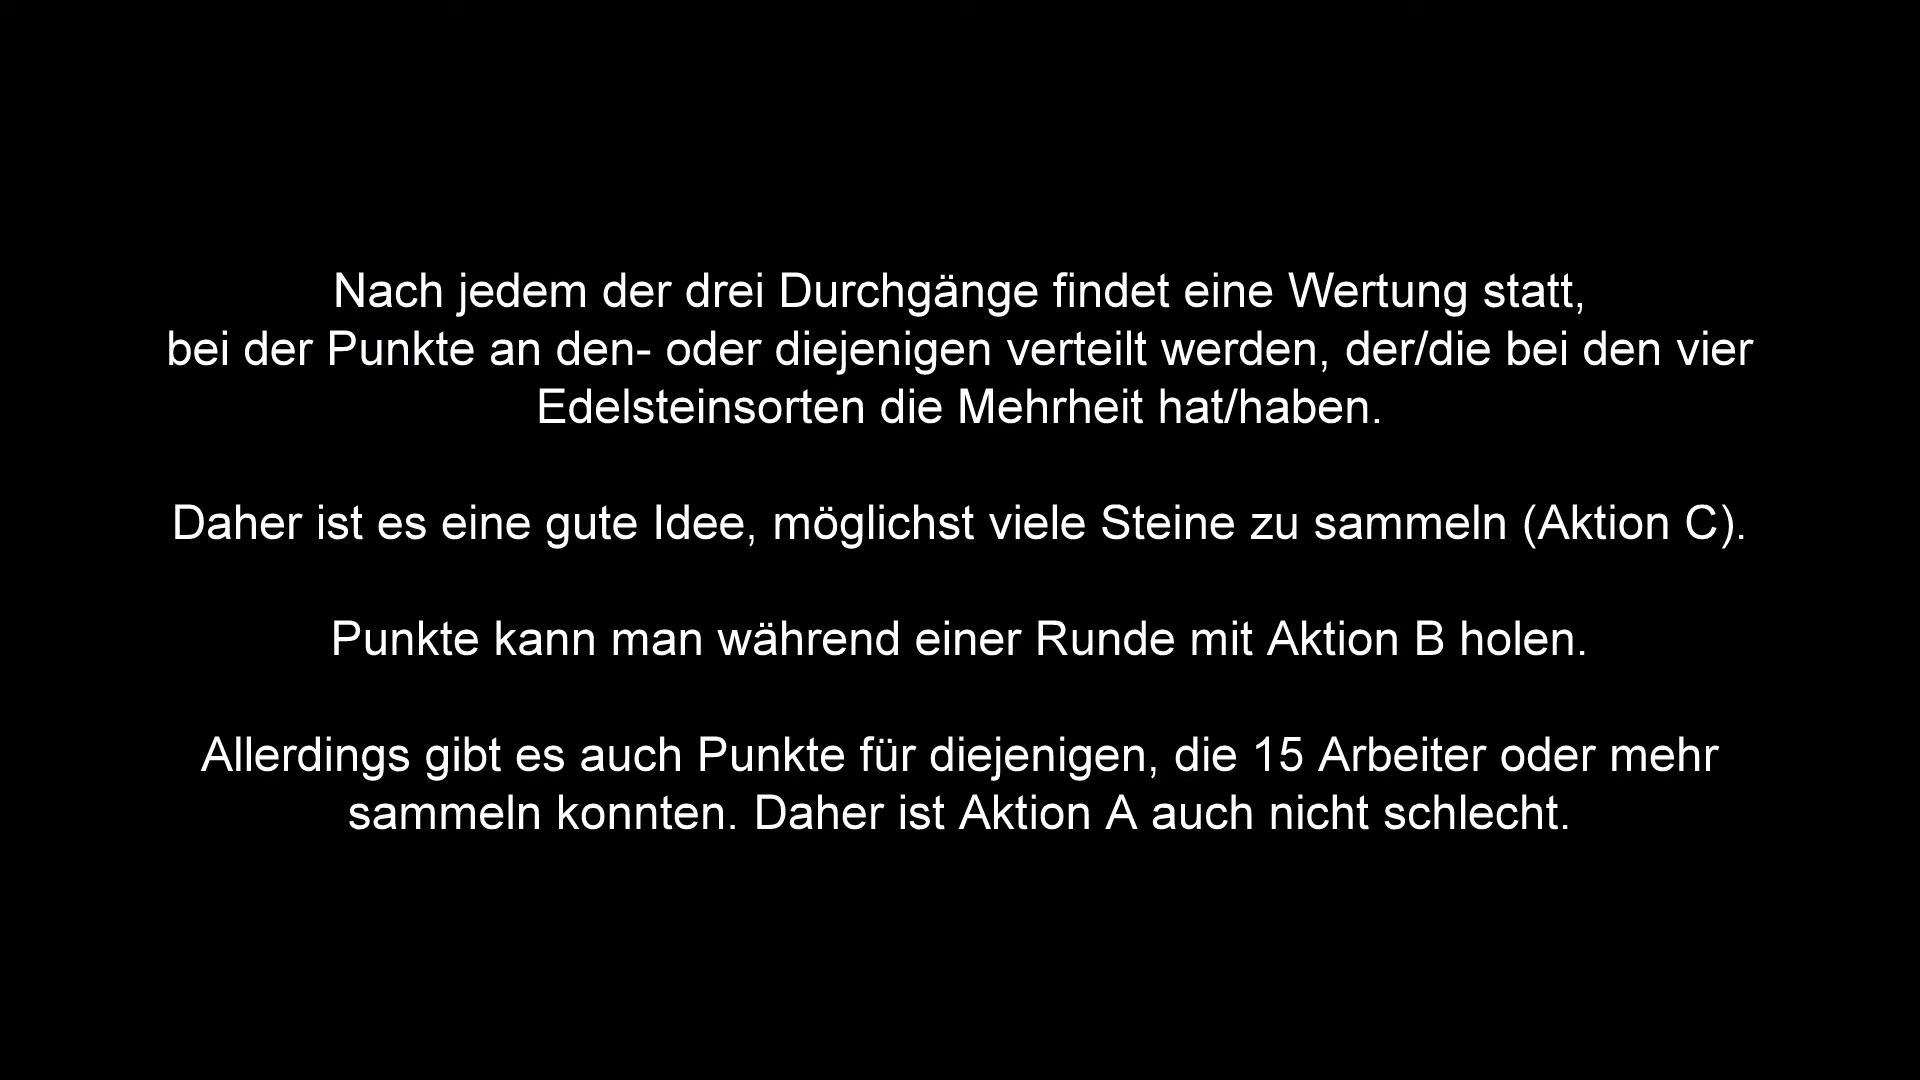 Nach jedem der drei Durchgänge findet eine Wertung statt,
bei der Punkte an den- oder diejenigen verteilt werden, der/die bei den vier
Edelsteinsorten die Mehrheit hat/haben.
Daher ist es eine gute Idee, möglichst viele Steine zu sammeln (Aktion C).
Punkte kann man während einer Runde mit Aktion B holen.
Allerdings gibt es auch Punkte für diejenigen, die 15 Arbeiter oder mehr
sammeln konnten. Daher ist Aktion A auch nicht schlecht.